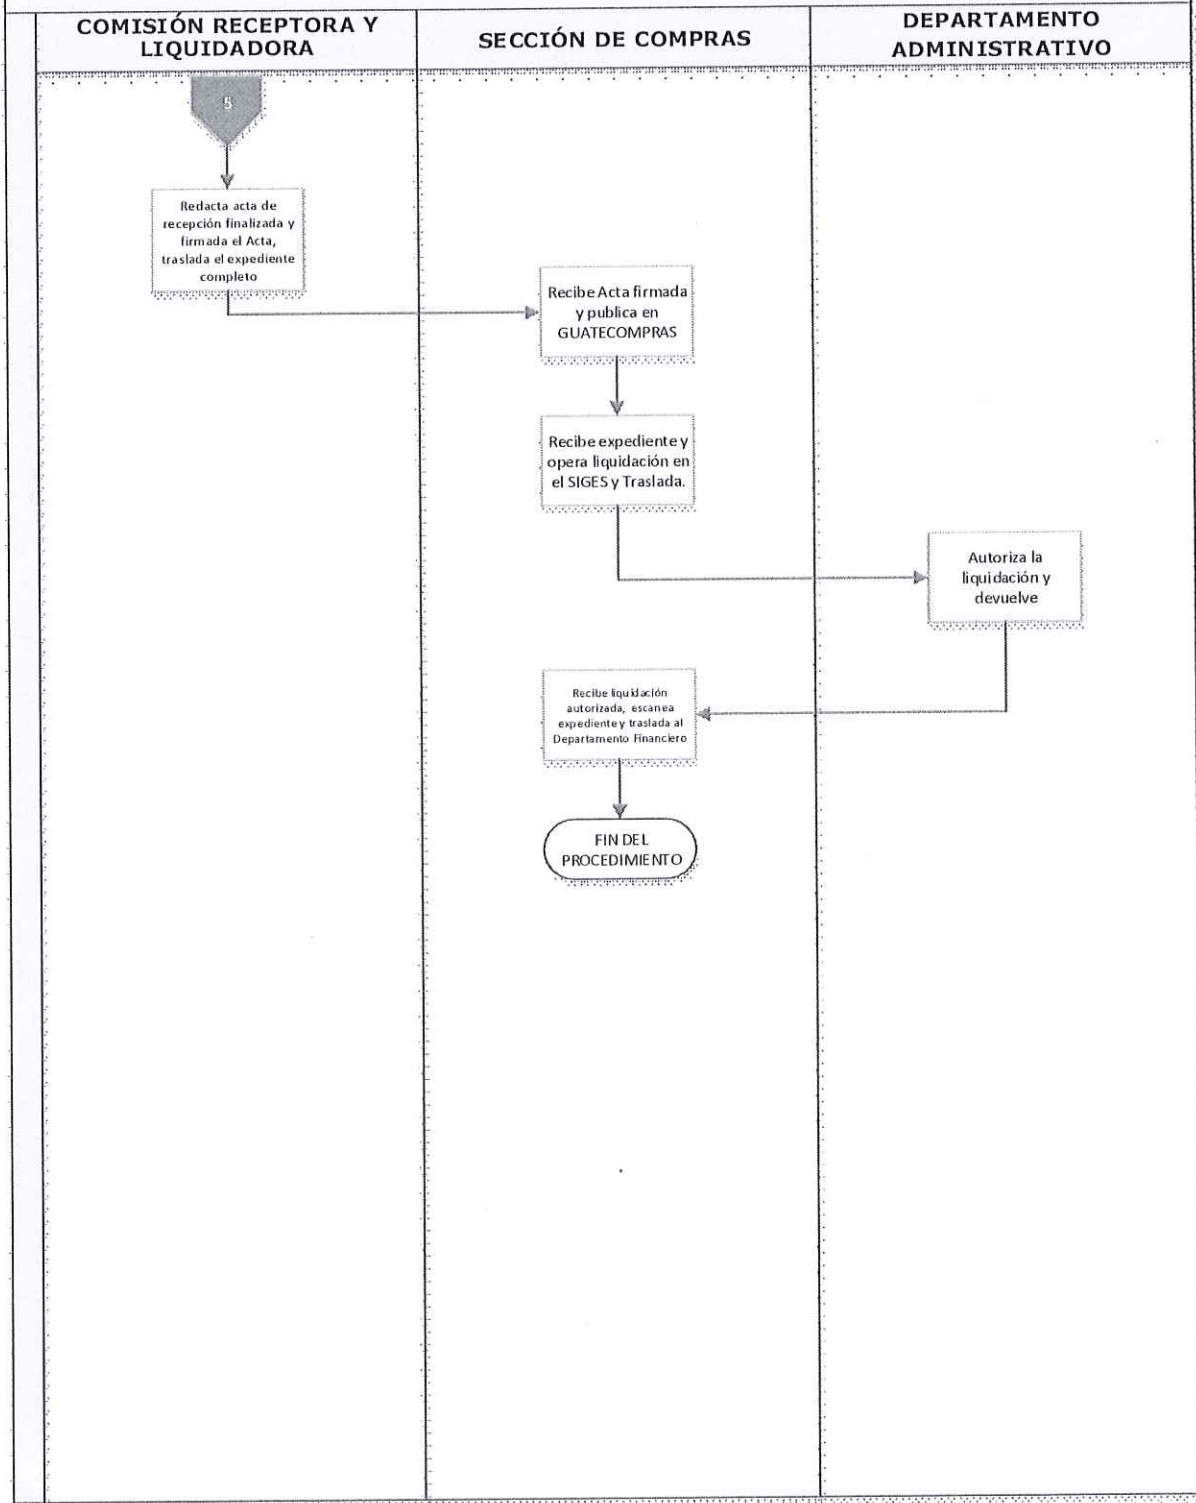 COMISIÓN RECEPTORA Y
LIQUIDADORA
SECCIÓN DE COMPRAS
DEPARTAMENTO
ADMINISTRATIVO
5
Redacta acta de
recepción finalizada y
firmada el Acta,
traslada el expediente
completo
Recibe Acta firmada
y publica en
GUATECOMPRAS
Recibe expediente y
opera liquidación en
el SIGES y Traslada.
Autoriza la
liquidación y
devuelve
Recibe liquidación
autorizada, escanea
expediente y traslada al
Departamento Financiero
FIN DEL
PROCEDIMIENTO